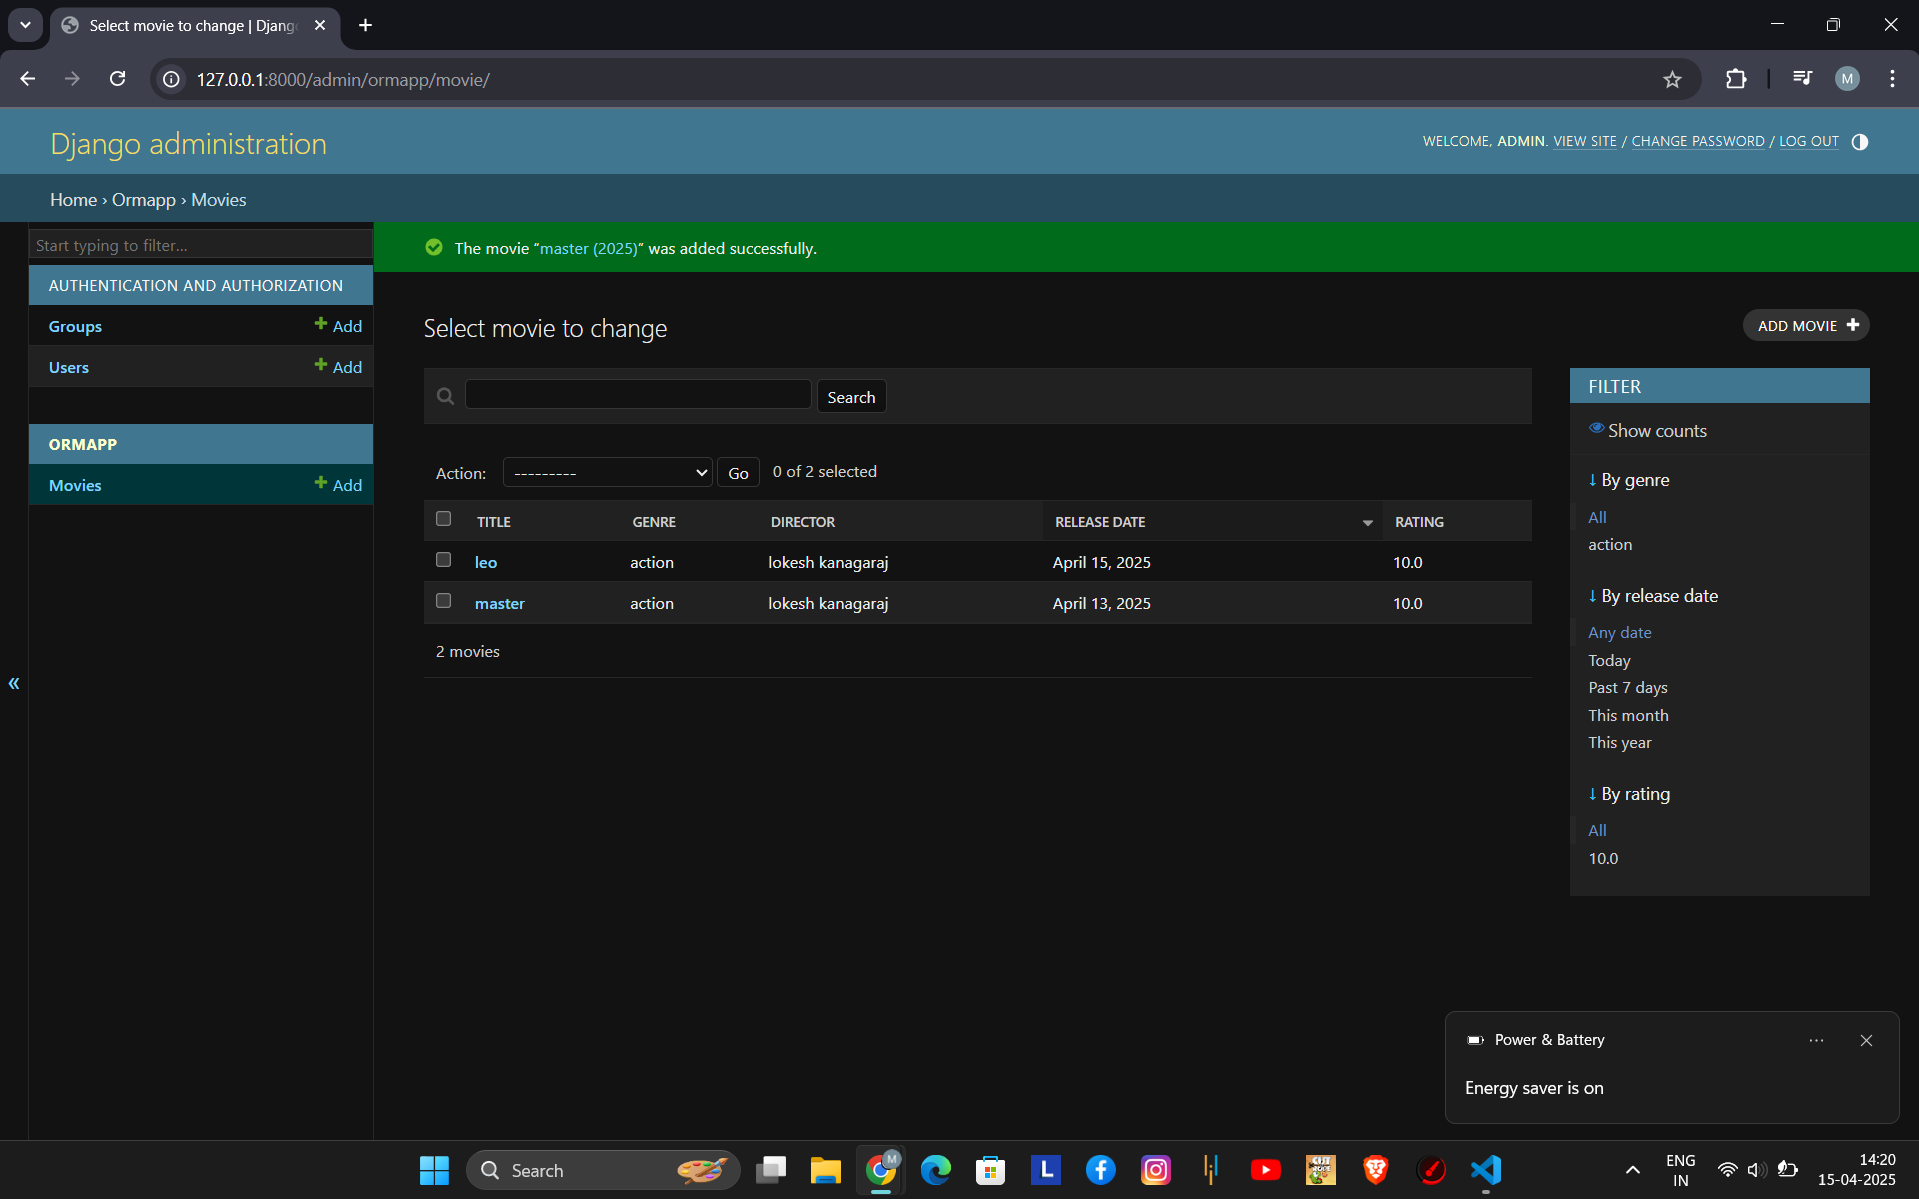 Select movie to change | Djang
127.0.0.1:8000/admin/ormapp/movie/
M
Django administration
WELCOME, ADMIN. VIEW SITE / CHANGE PASSWORD / LOG OUT
Home › Ormapp › Movies
Start typing to filter...
AUTHENTICATION AND AUTHORIZATION
Groups Add
Users Add
ORMAPP
Movies Add
«
The movie “master (2025)” was added successfully.
Select movie to change
ADD MOVIE
Search
Action: --------- Go 0 of 2 selected
TITLE GENRE DIRECTOR RELEASE DATE RATING
leo action lokesh kanagaraj April 15, 2025 10.0
master action lokesh kanagaraj April 13, 2025 10.0
2 movies
FILTER
Show counts
↓ By genre
All
action
↓ By release date
Any date
Today
Past 7 days
This month
This year
↓ By rating
All
10.0
Power & Battery
Energy saver is on
Search
M
L
ENG
IN
14:20
15-04-2025